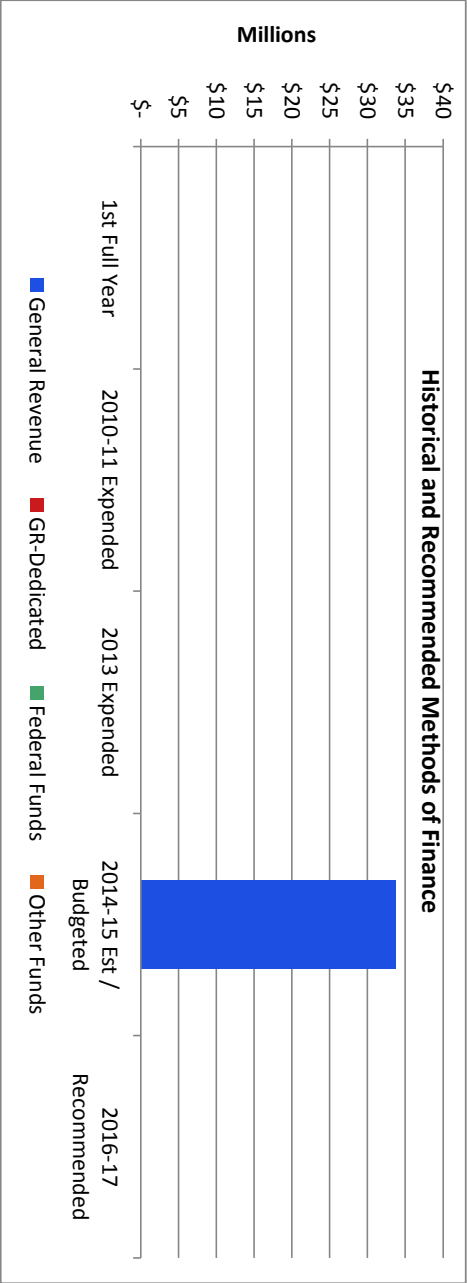 Historical and Recommended Methods of Finance
Millions
$40
$35
$30
$25
$20
$15
$10
$5
$-
1st Full Year
2010-11 Expended
2013 Expended
2014-15 Est /
Budgeted
2016-17
Recommended
General Revenue
GR-Dedicated
Federal Funds
Other Funds